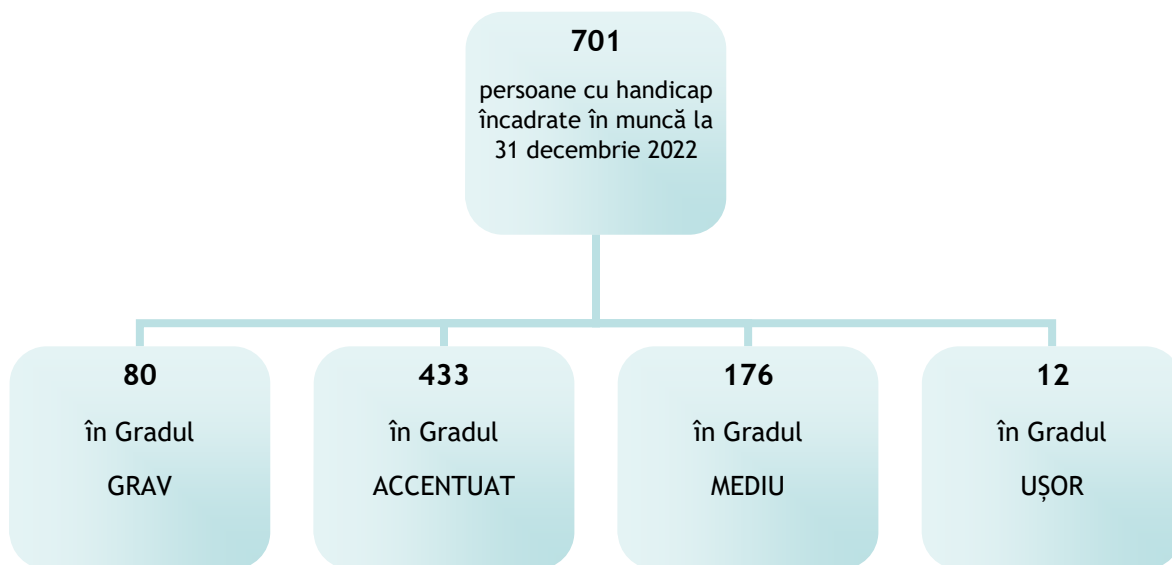 701
persoane cu handicap
încadrate în muncă la
31 decembrie 2022
80
în Gradul
GRAV
433
în Gradul
ACCENTUAT
176
în Gradul
MEDIU
12
în Gradul
UȘOR